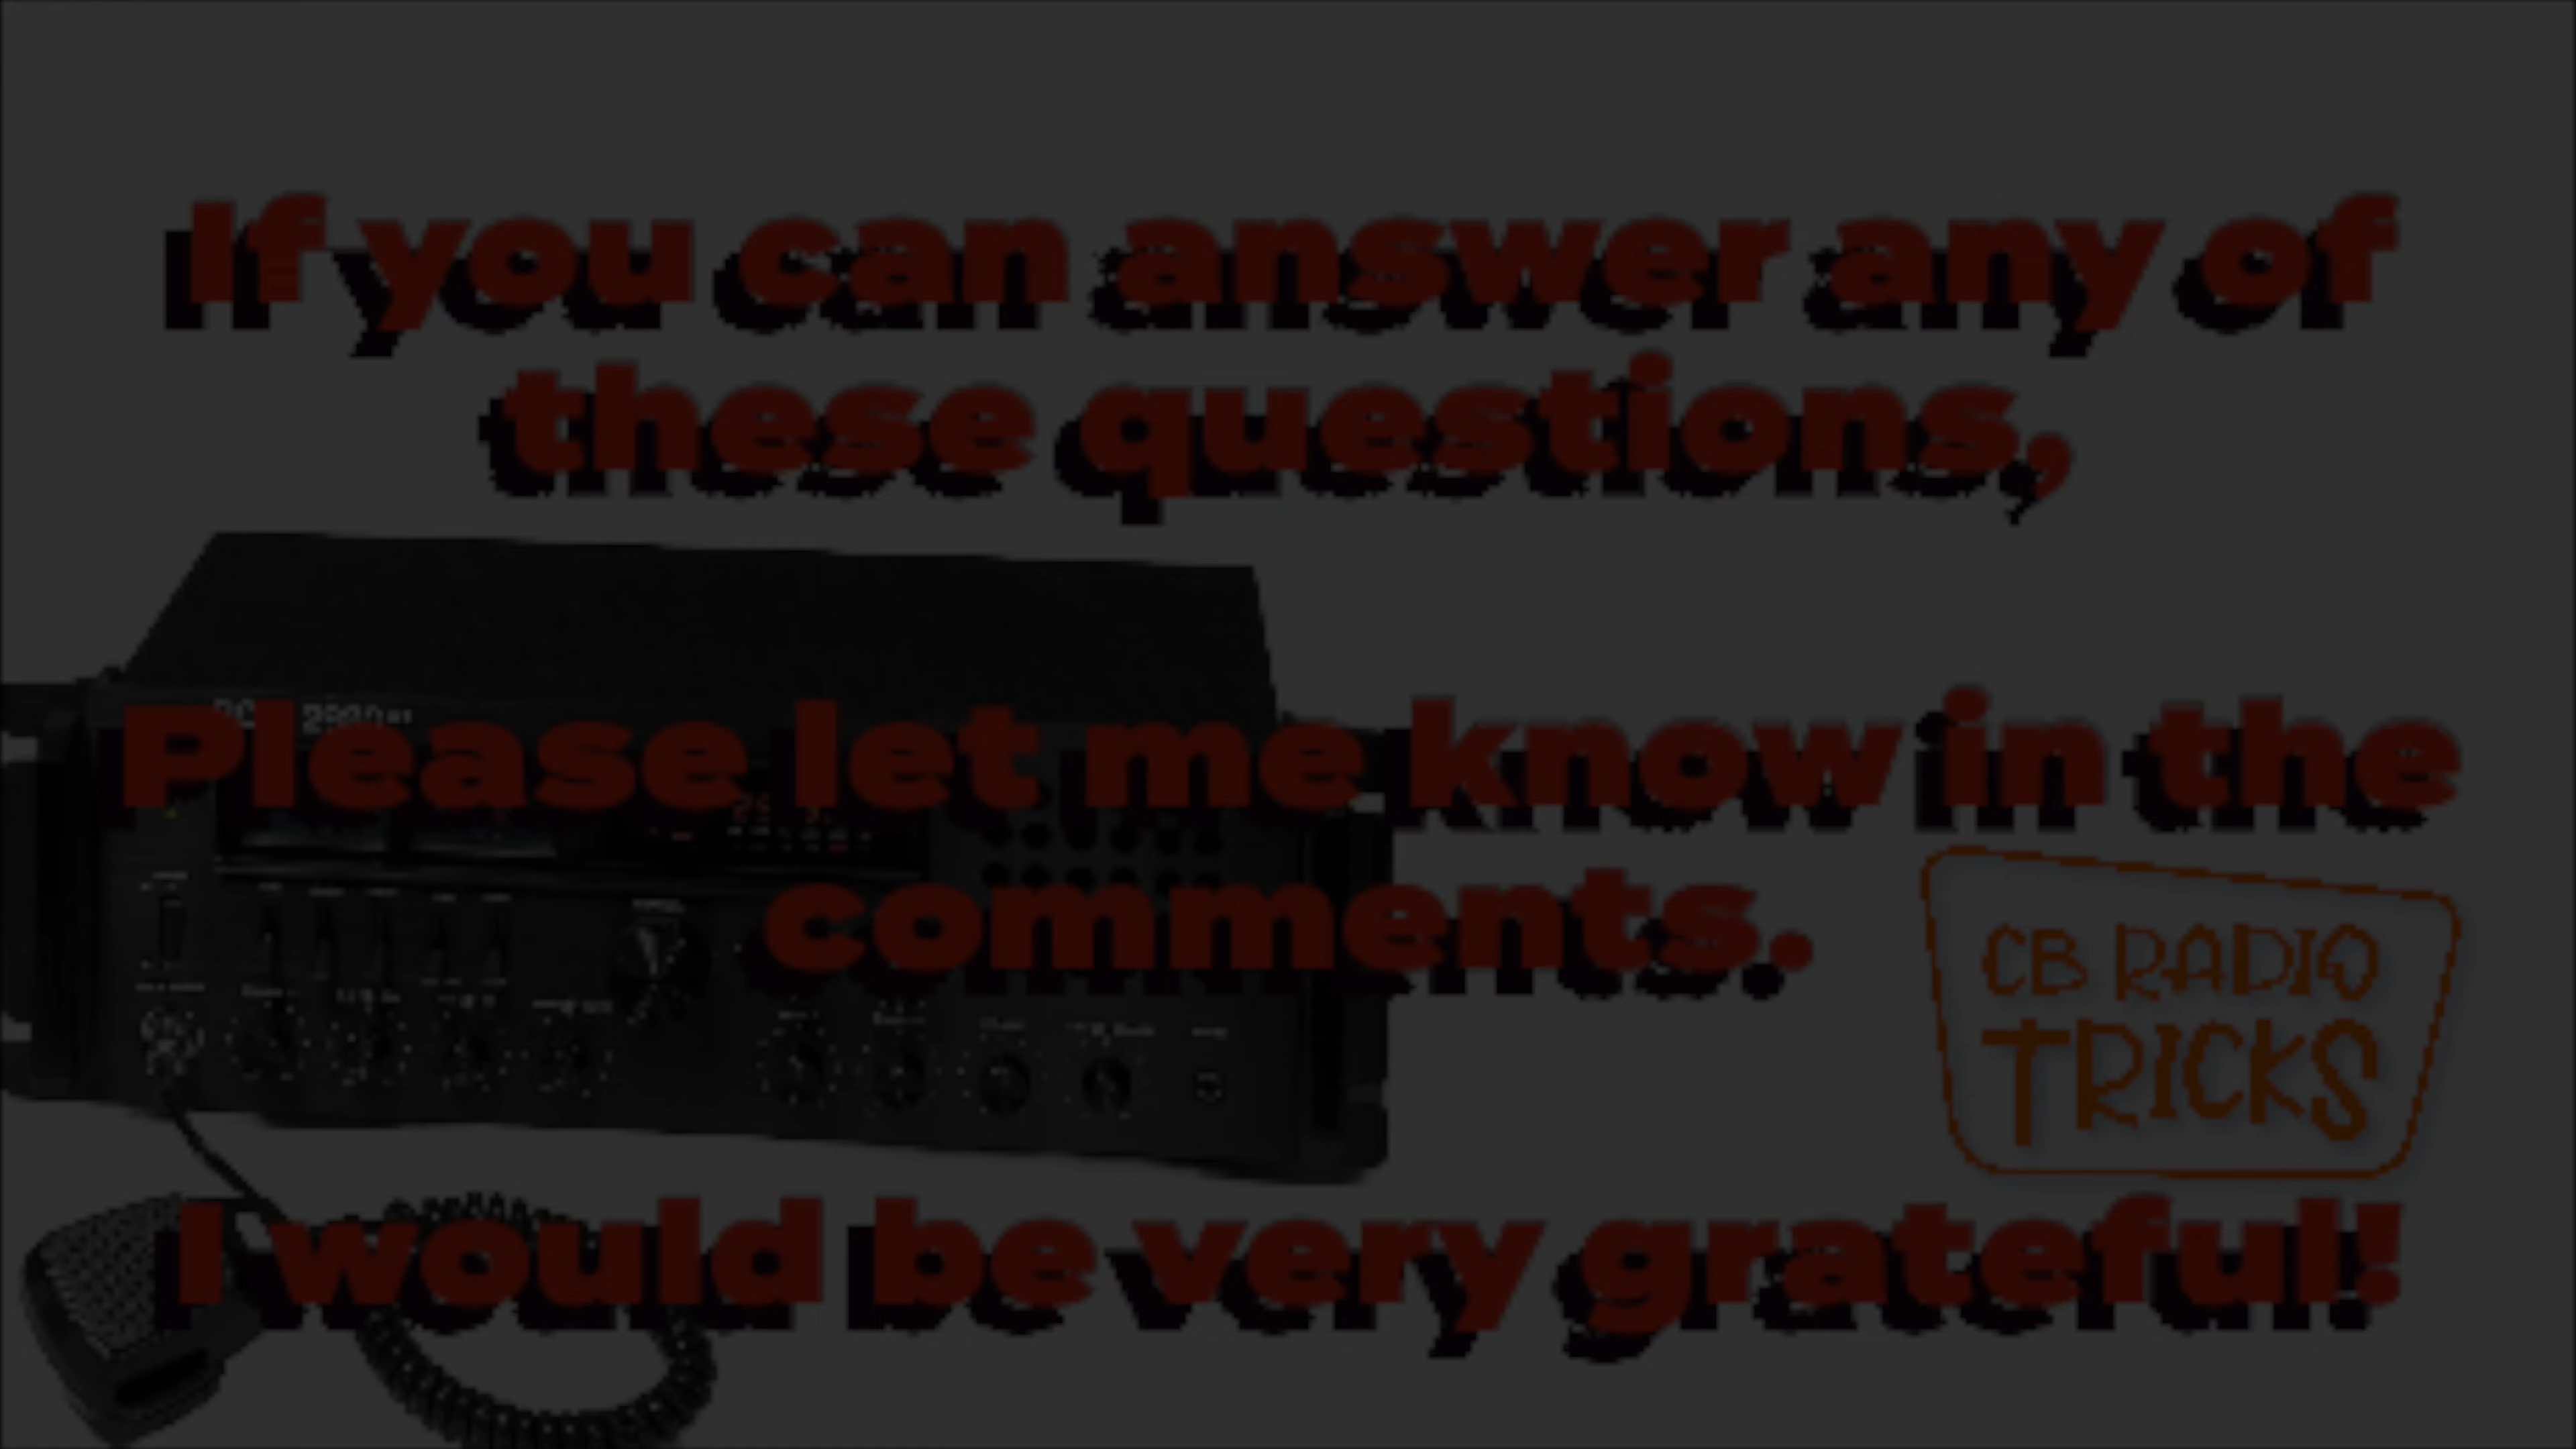 If you can answer any of
these questions,
Please let me know in the
comments.
CB RADIO
TRICKS
I would be very grateful!